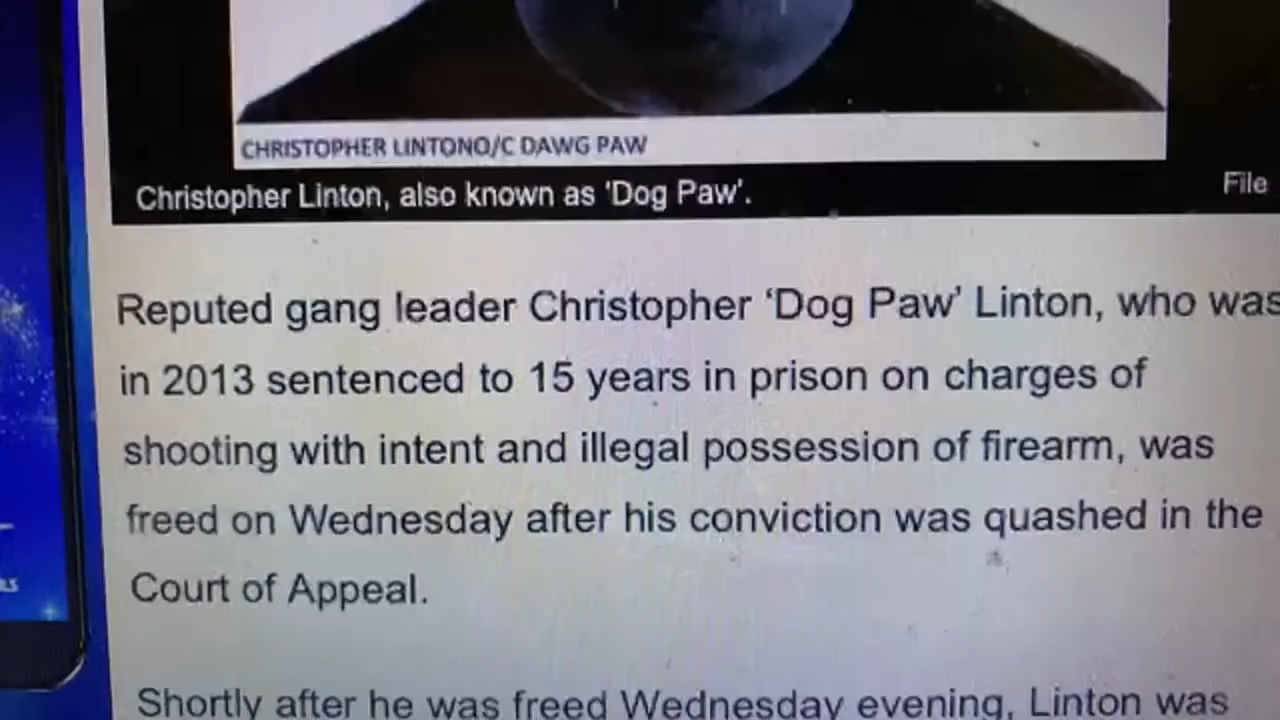 CHRISTOPHER LINTONO/C DAWG PAW
Christopher Linton, also known as 'Dog Paw'.
File
Reputed gang leader Christopher ‘Dog Paw’ Linton, who was
in 2013 sentenced to 15 years in prison on charges of
shooting with intent and illegal possession of firearm, was
freed on Wednesday after his conviction was quashed in the
Court of Appeal.
Shortly after he was freed Wednesday evening, Linton was